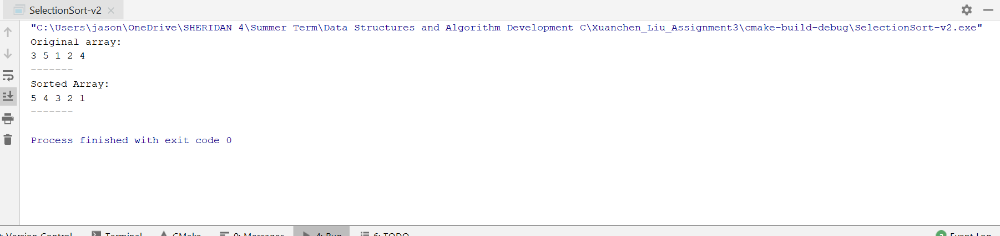 SelectionSort-v2
"C:\Users\jason\OneDrive\SHERIDAN 4\Summer Term\Data Structures and Algorithm Development C\Xuanchen_Liu_Assignment3\cmake-build-debug\SelectionSort-v2.exe"
Original array:
3 5 1 2 4
-------
Sorted Array:
5 4 3 2 1
-------
Process finished with exit code 0
Version Control Terminal CMake 0: Messages 4: Run 6: TODO Event Log